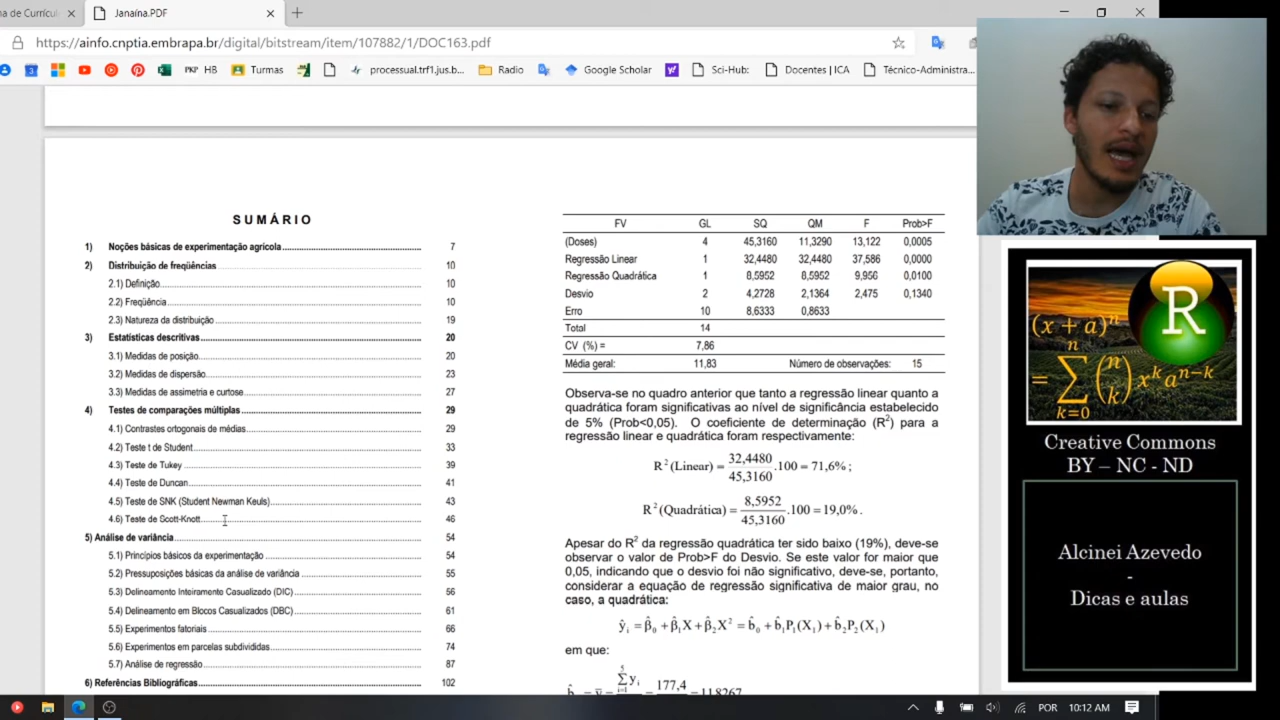 na de Currícul
Janaína.PDF
https://ainfo.cnptia.embrapa.br/digital/bitstream/item/107882/1/DOC163.pdf
PKP HB
Turmas
processual.trf1.jus.b...
Radio
Google Scholar
Sci-Hub:
Docentes | ICA
Técnico-Administra...
SUMÁRIO
1) Noções básicas de experimentação agrícola 7
2) Distribuição de freqüências 10
2.1) Definição 10
2.2) Freqüência 10
2.3) Natureza da distribuição 19
3) Estatísticas descritivas 20
3.1) Medidas de posição 20
3.2) Medidas de dispersão 23
3.3) Medidas de assimetria e curtose 27
4) Testes de comparações múltiplas 29
4.1) Contrastes ortogonais de médias 29
4.2) Teste t de Student 33
4.3) Teste de Tukey 39
4.4) Teste de Duncan 41
4.5) Teste de SNK (Student Newman Keuls) 43
4.6) Teste de Scott-Knott 46
5) Análise de variância 54
5.1) Princípios básicos da experimentação 54
5.2) Pressuposições básicas da análise de variância 55
5.3) Delineamento Inteiramente Casualizado (DIC) 56
5.4) Delineamento em Blocos Casualizados (DBC) 61
5.5) Experimentos fatoriais 66
5.6) Experimentos em parcelas subdivididas 74
5.7) Análise de regressão 87
6) Referências Bibliográficas 102
FV GL SQ QM F Prob>F
(Doses) 4 45,3160 11,3290 13,122 0,0005
Regressão Linear 1 32,4480 32,4480 37,586 0,0000
Regressão Quadrática 1 8,5952 8,5952 9,956 0,0100
Desvio 2 4,2728 2,1364 2,475 0,1340
Erro 10 8,6333 0,8633
Total 14
CV (%) = 7,86
Média geral: 11,83 Número de observações: 15
Observa-se no quadro anterior que tanto a regressão linear quanto a
quadrática foram significativas ao nível de significância estabelecido
de 5% (Prob<0,05). O coeficiente de determinação (R²) para a
regressão linear e quadrática foram respectivamente:
R²(Linear) = 32,4480/45,3160 .100 = 71,6% ;
R²(Quadrática) = 8,5952/45,3160 .100 = 19,0% .
Apesar do R² da regressão quadrática ter sido baixo (19%), deve-se
observar o valor de Prob>F do Desvio. Se este valor for maior que
0,05, indicando que o desvio foi não significativo, deve-se, portanto,
considerar a equação de regressão significativa de maior grau, no
caso, a quadrática:
ŷᵢ = β̂₀ + β̂₁X + β̂₂X² = b̂₀ + b̂₁P₁(X₁) + b̂₂P₂(X₁)
em que:
b̂₀ = ȳ = Σyᵢ = 177,4 = 11,8267
(x + a)ⁿ
= Σ (n k) xᵏaⁿ⁻ᵏ
n
k=0
R
Creative Commons
BY – NC - ND
Alcinei Azevedo
-
Dicas e aulas
POR
10:12 AM